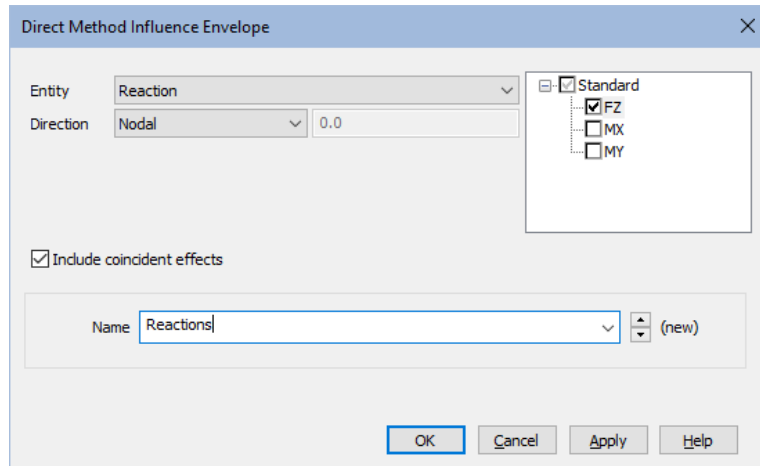 Direct Method Influence Envelope
Entity
Reaction
Direction
Nodal
0.0
Standard
FZ
MX
MY
Include coincident effects
Name
Reactions
(new)
OK
Cancel
Apply
Help